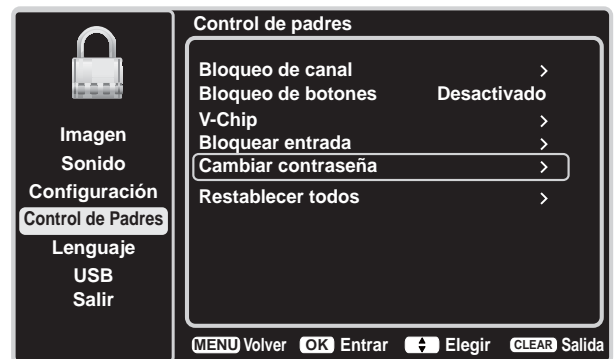 Imagen
Sonido
Configuración
Control de Padres
Lenguaje
USB
Salir
Control de padres
Bloqueo de canal >
Bloqueo de botones Desactivado
V-Chip >
Bloquear entrada >
Cambiar contraseña >
Restablecer todos >
MENU Volver OK Entrar Elegir CLEAR Salida